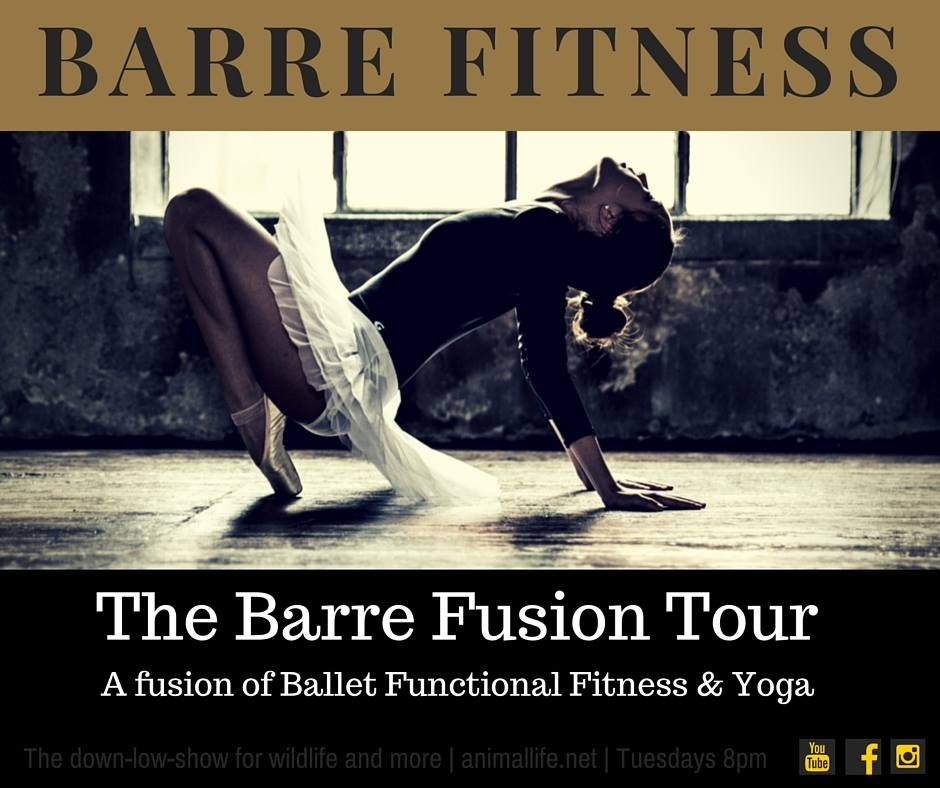 BARRE FITNESS
The Barre Fusion Tour
A fusion of Ballet Functional Fitness & Yoga
The down-low-show for wildlife and more | animallife.net | Tuesdays 8pm
You
Tube